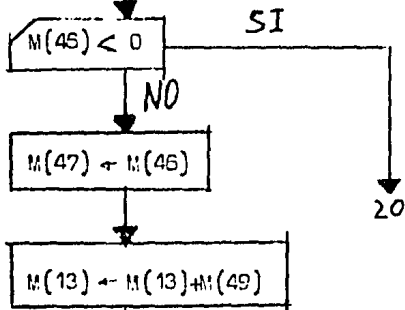 M(46) < 0
SI
NO
M(47) ← M(46)
20
M(13) ← M(13)+M(49)